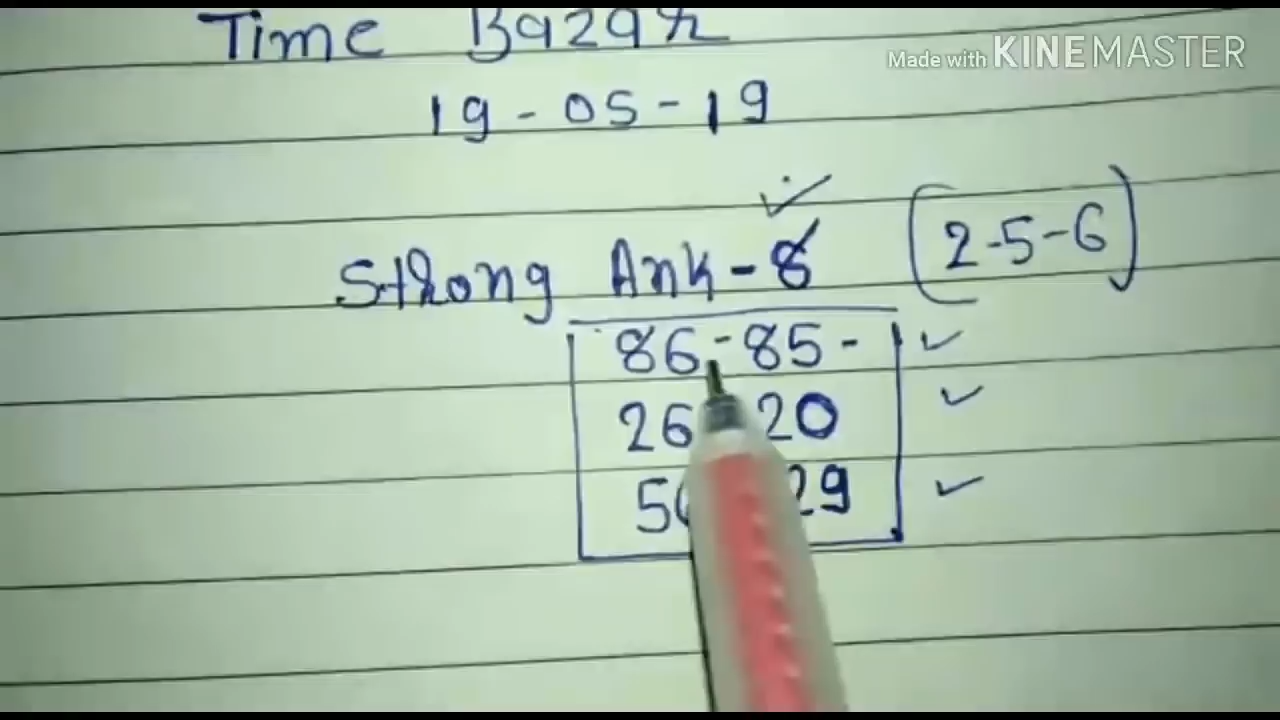 Time Bazar
Made with KINEMASTER
19-05-19
Strong Ank-8 (2-5-6)
86-85-
26 20
29